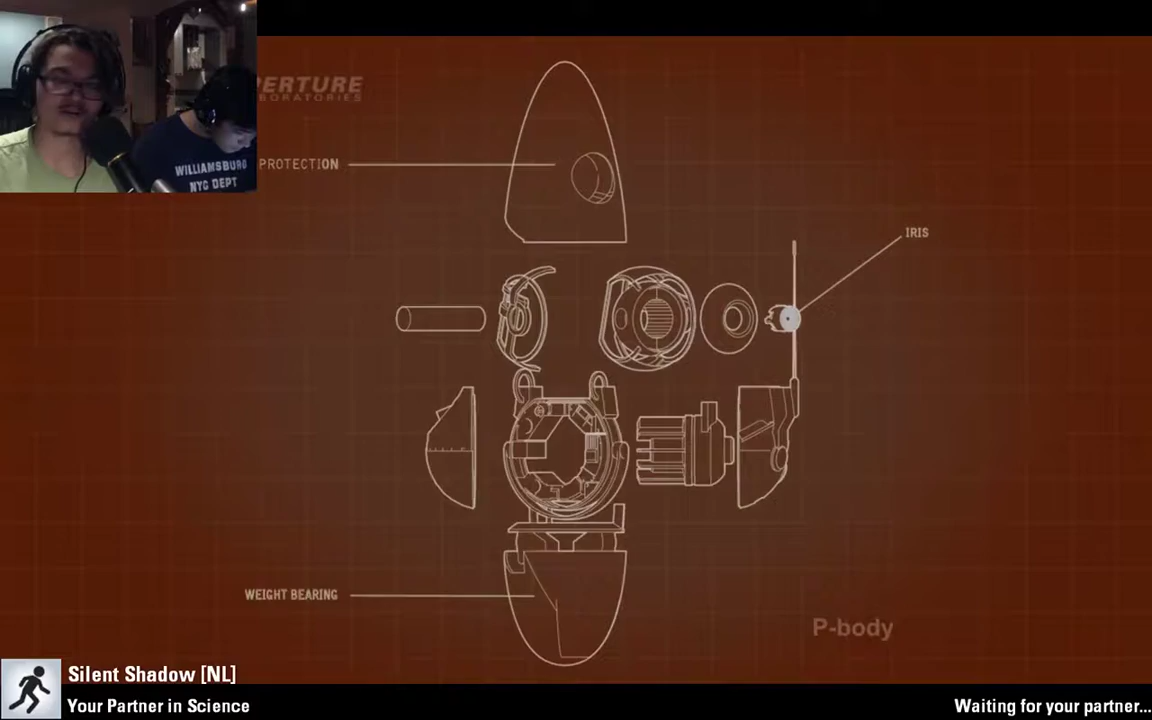 PERTURE
BORATORIES
PROTECTION
WILLIAMSBURG
NYC DEPT
IRIS
WEIGHT BEARING
P-body
Silent Shadow [NL]
Your Partner in Science
Waiting for your partner...